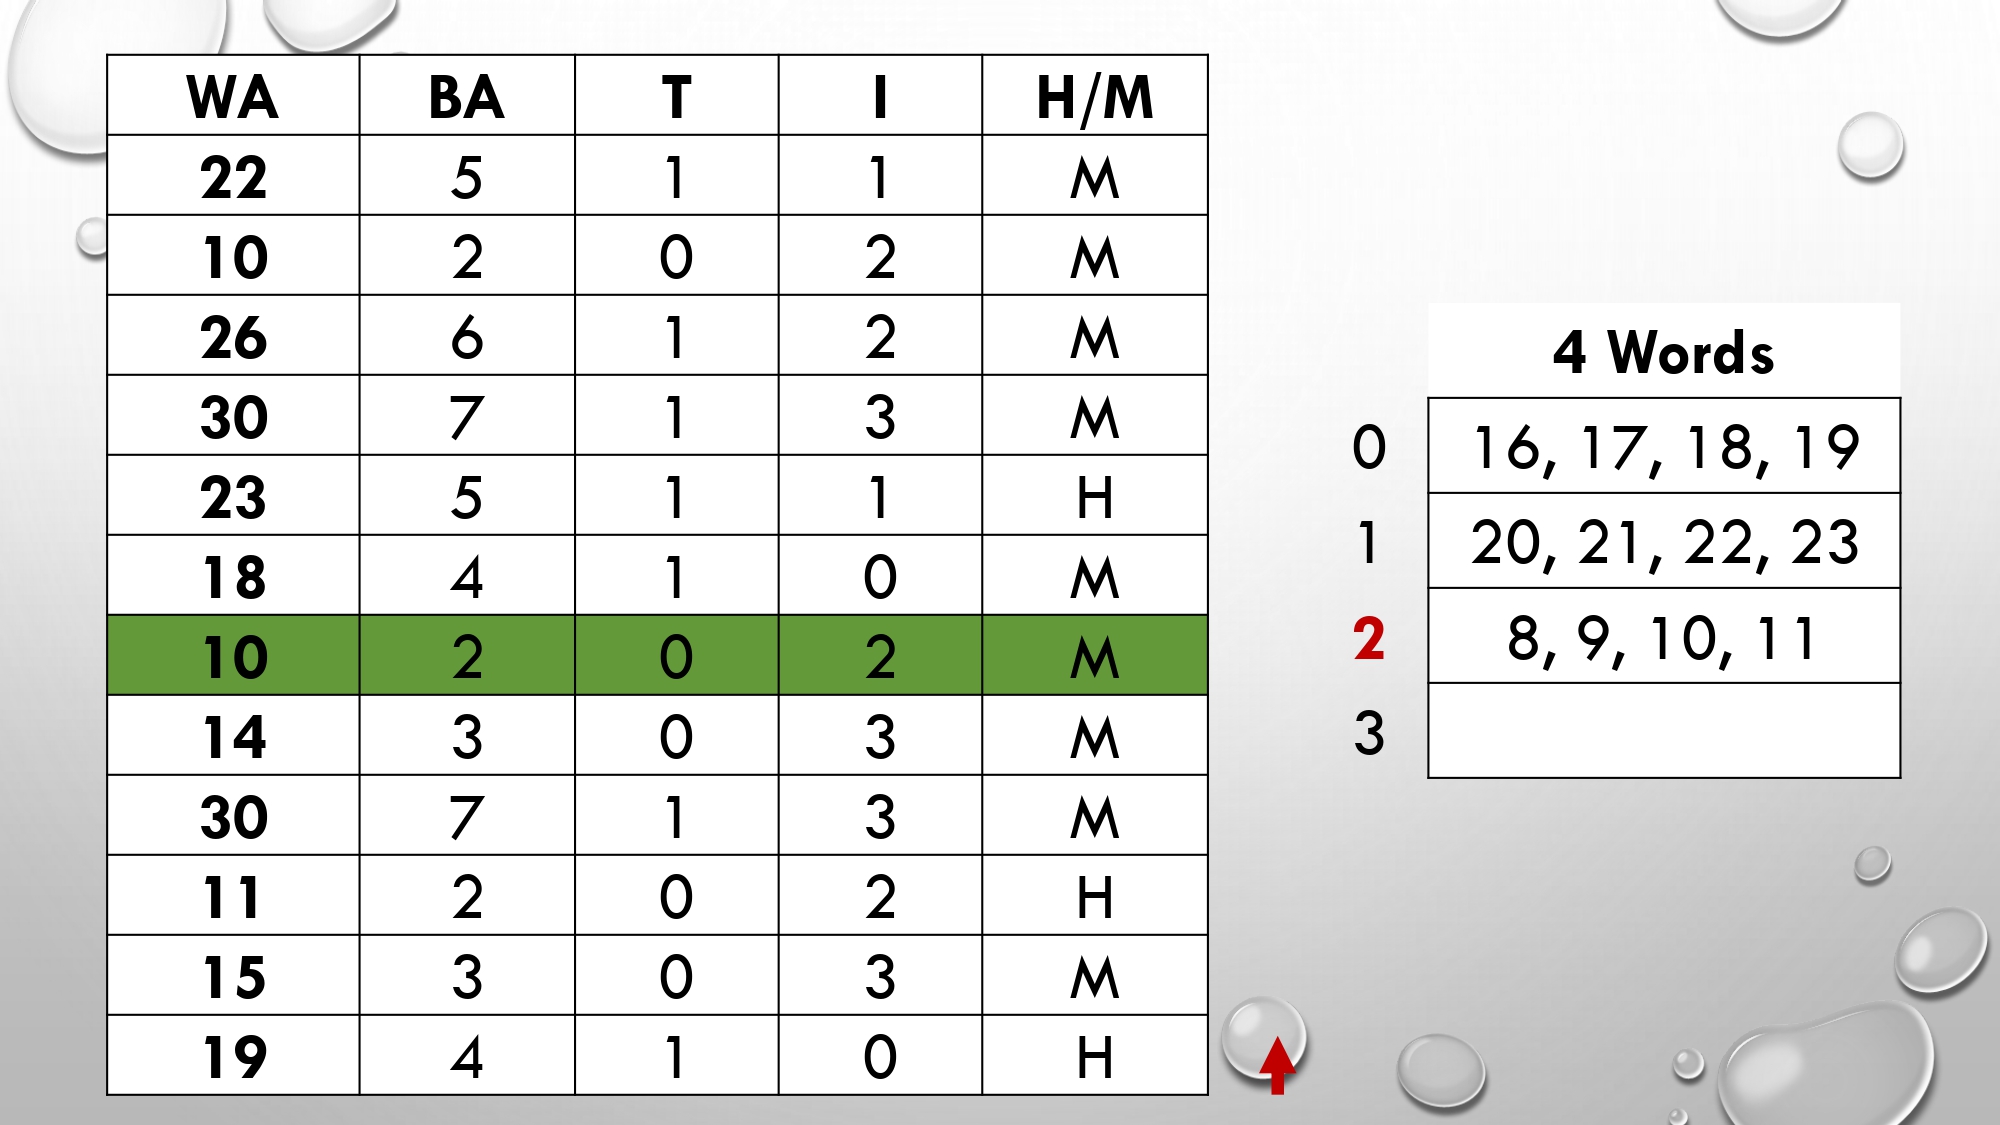 WA BA T I H/M
22 5 1 1 M
10 2 0 2 M
26 6 1 2 M
30 7 1 3 M
23 5 1 1 H
18 4 1 0 M
10 2 0 2 M
14 3 0 3 M
30 7 1 3 M
11 2 0 2 H
15 3 0 3 M
19 4 1 0 H
4 Words
0 16, 17, 18, 19
1 20, 21, 22, 23
2 8, 9, 10, 11
3